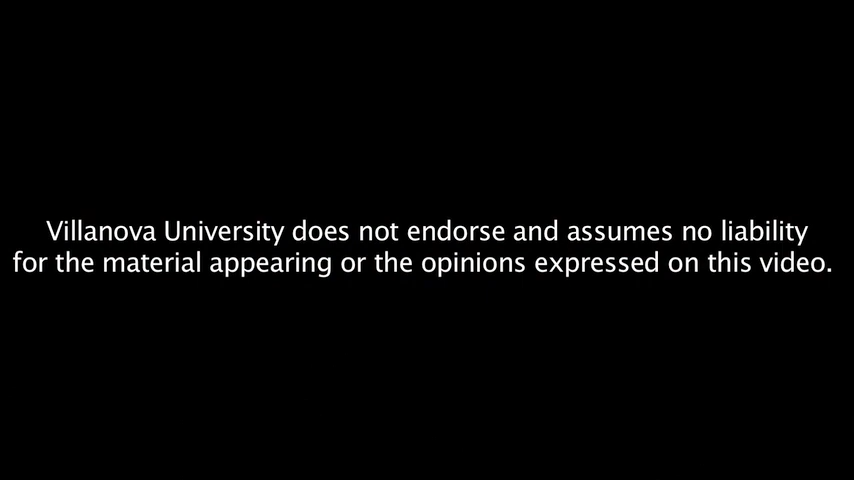 Villanova University does not endorse and assumes no liability
for the material appearing or the opinions expressed on this video.